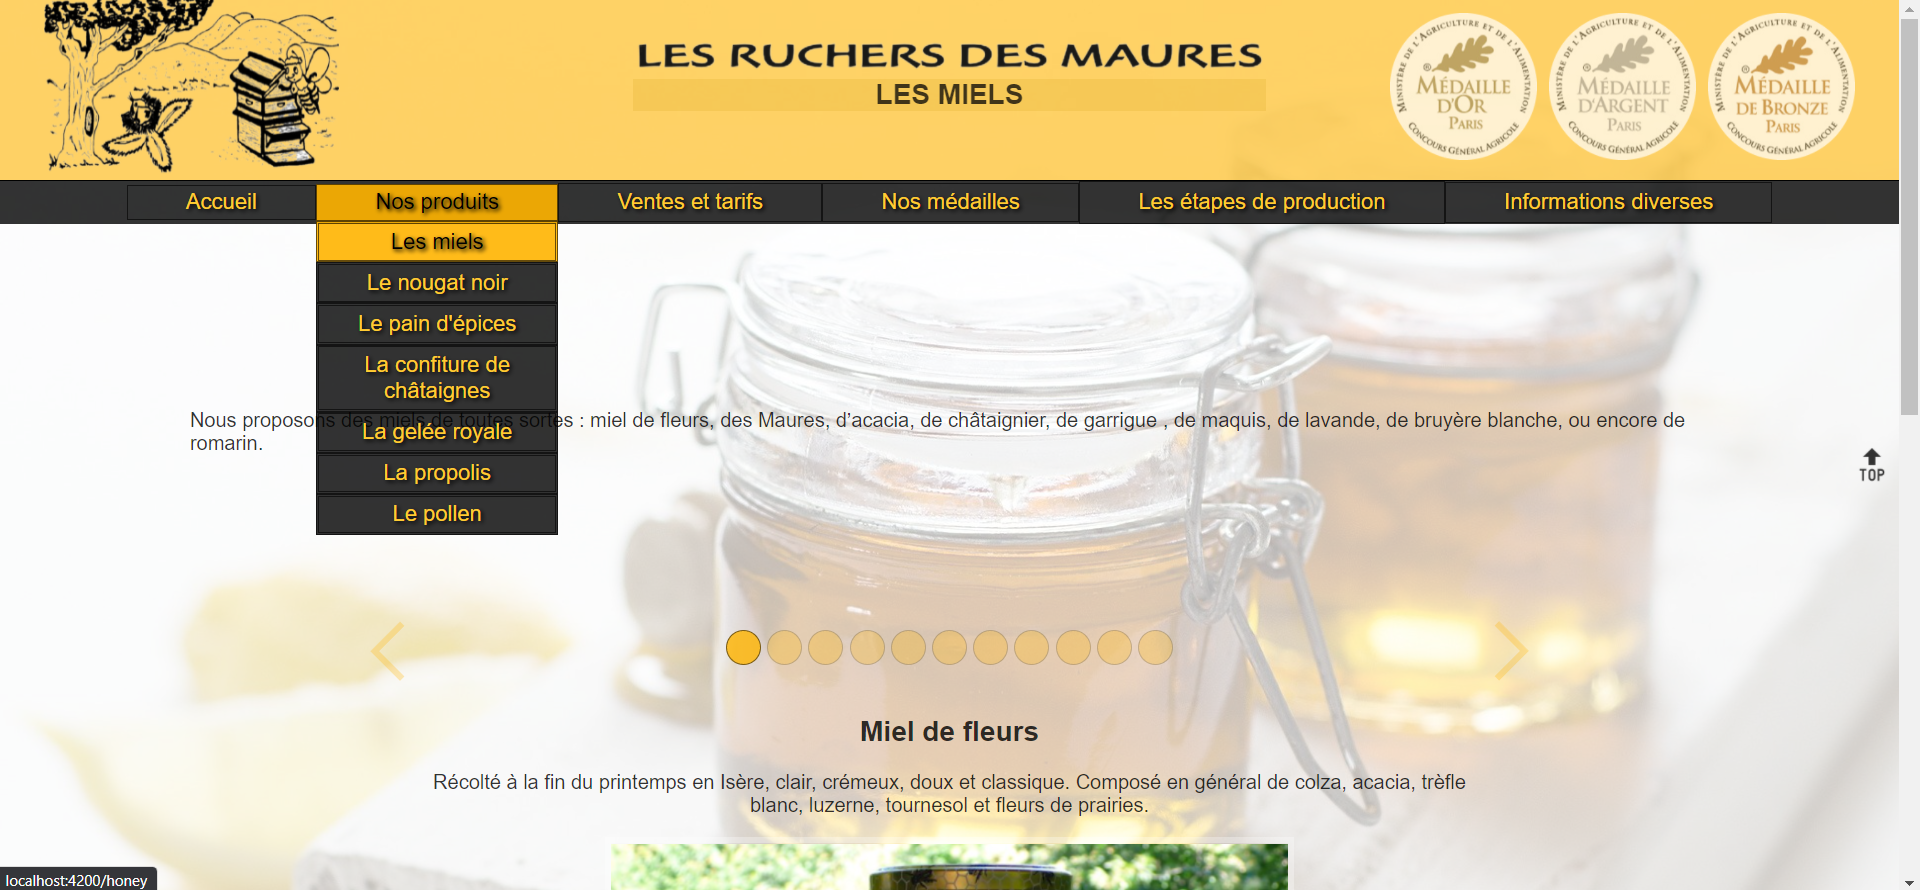 LES RUCHERS DES MAURES
LES MIELS
MINISTÈRE DE L'AGRICULTURE ET DE L'ALIMENTATION
®
MÉDAILLE
D'OR
PARIS
CONCOURS GÉNÉRAL AGRICOLE
MINISTÈRE DE L'AGRICULTURE ET DE L'ALIMENTATION
®
MÉDAILLE
D'ARGENT
PARIS
CONCOURS GÉNÉRAL AGRICOLE
MINISTÈRE DE L'AGRICULTURE ET DE L'ALIMENTATION
®
MÉDAILLE
DE BRONZE
PARIS
CONCOURS GÉNÉRAL AGRICOLE
Accueil
Nos produits
Ventes et tarifs
Nos médailles
Les étapes de production
Informations diverses
Les miels
Le nougat noir
Le pain d'épices
La confiture de
châtaignes
La gelée royale
La propolis
Le pollen
Nous proposons des miels de toutes sortes : miel de fleurs, des Maures, d’acacia, de châtaignier, de garrigue , de maquis, de lavande, de bruyère blanche, ou encore de
romarin.
TOP
Miel de fleurs
Récolté à la fin du printemps en Isère, clair, crémeux, doux et classique. Composé en général de colza, acacia, trèfle
blanc, luzerne, tournesol et fleurs de prairies.
localhost:4200/honey